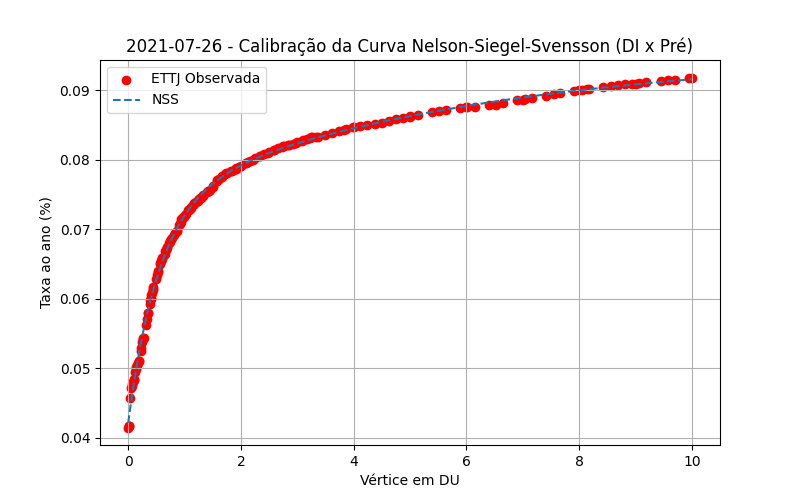 2021-07-26 - Calibração da Curva Nelson-Siegel-Svensson (DI x Pré)
ETTJ Observada
NSS
Taxa ao ano (%)
0.09
0.08
0.07
0.06
0.05
0.04
0 2 4 6 8 10
Vértice em DU